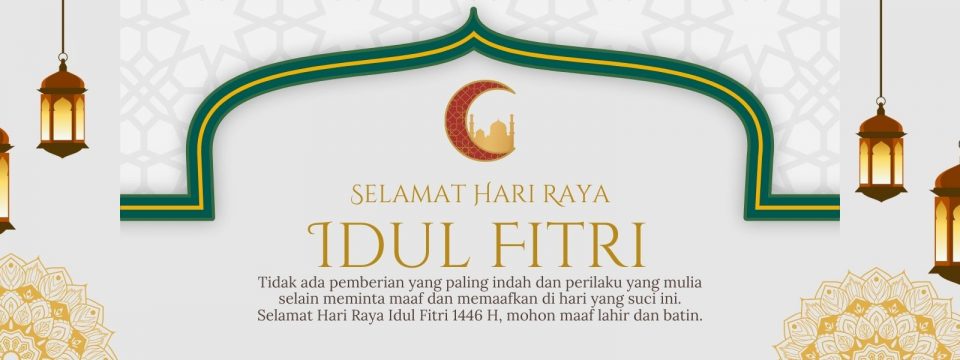 Selamat Hari Raya
Idul Fitri
Tidak ada pemberian yang paling indah dan perilaku yang mulia
selain meminta maaf dan memaafkan di hari yang suci ini.
Selamat Hari Raya Idul Fitri 1446 H, mohon maaf lahir dan batin.